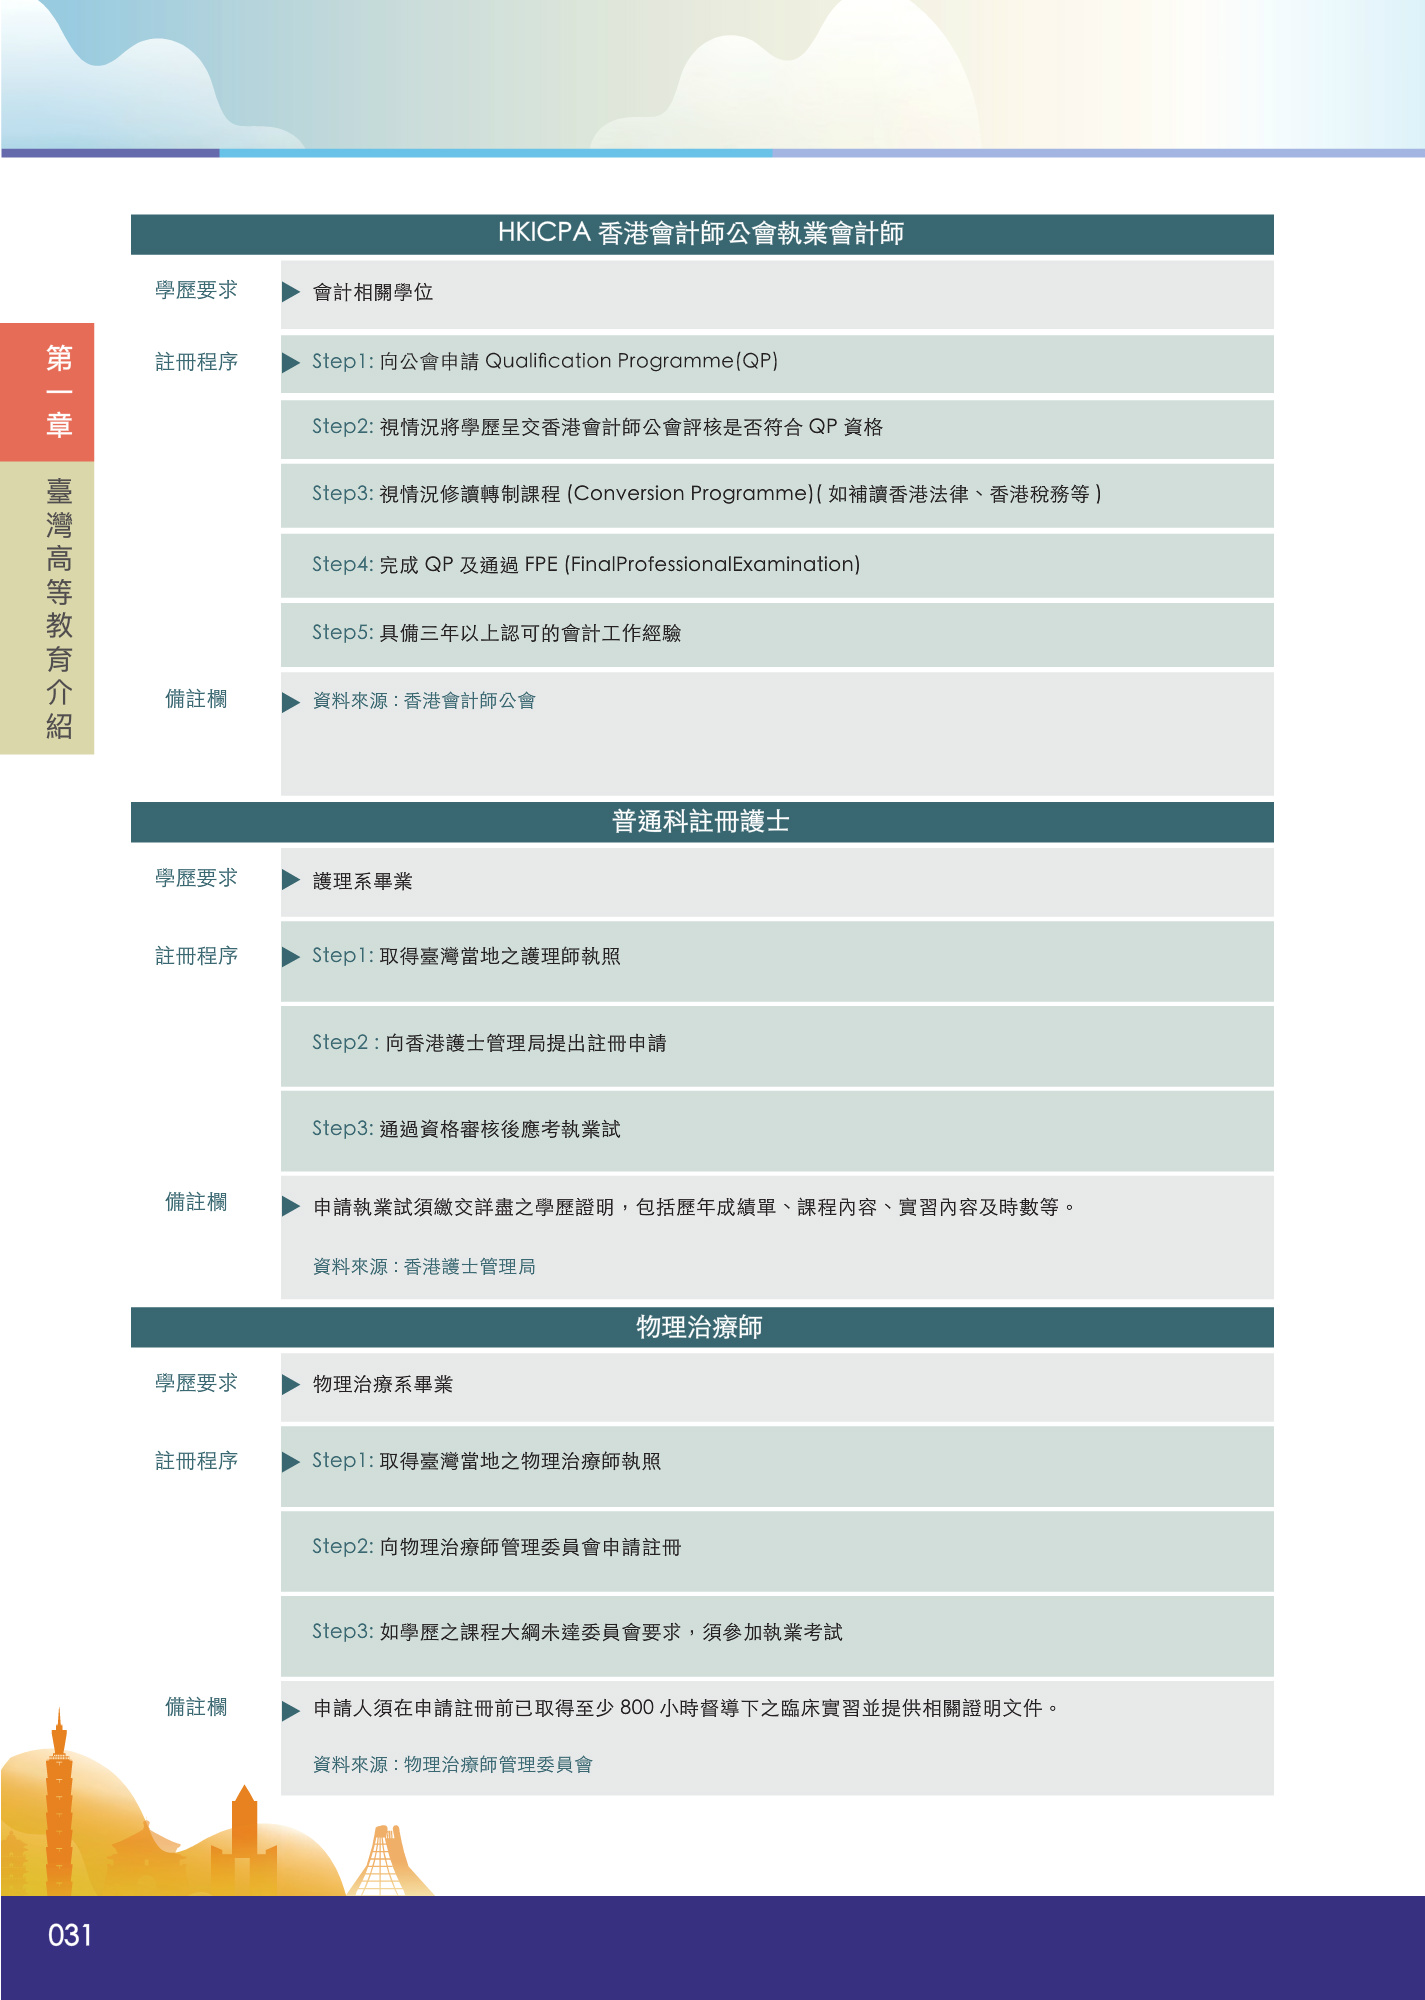 HKICPA 香港會計師公會執業會計師
學歷要求
會計相關學位
註冊程序
Step1: 向公會申請 Qualification Programme(QP)
Step2: 視情況將學歷呈交香港會計師公會評核是否符合 QP 資格
Step3: 視情況修讀轉制課程 (Conversion Programme)( 如補讀香港法律、香港稅務等 )
Step4: 完成 QP 及通過 FPE (FinalProfessionalExamination)
Step5: 具備三年以上認可的會計工作經驗
備註欄
資料來源 : 香港會計師公會
第一章
臺灣高等教育介紹
普通科註冊護士
學歷要求
護理系畢業
註冊程序
Step1: 取得臺灣當地之護理師執照
Step2 : 向香港護士管理局提出註冊申請
Step3: 通過資格審核後應考執業試
備註欄
申請執業試須繳交詳盡之學歷證明，包括歷年成績單、課程內容、實習內容及時數等。
資料來源 : 香港護士管理局
物理治療師
學歷要求
物理治療系畢業
註冊程序
Step1: 取得臺灣當地之物理治療師執照
Step2: 向物理治療師管理委員會申請註冊
Step3: 如學歷之課程大綱未達委員會要求，須參加執業考試
備註欄
申請人須在申請註冊前已取得至少 800 小時督導下之臨床實習並提供相關證明文件。
資料來源 : 物理治療師管理委員會
031